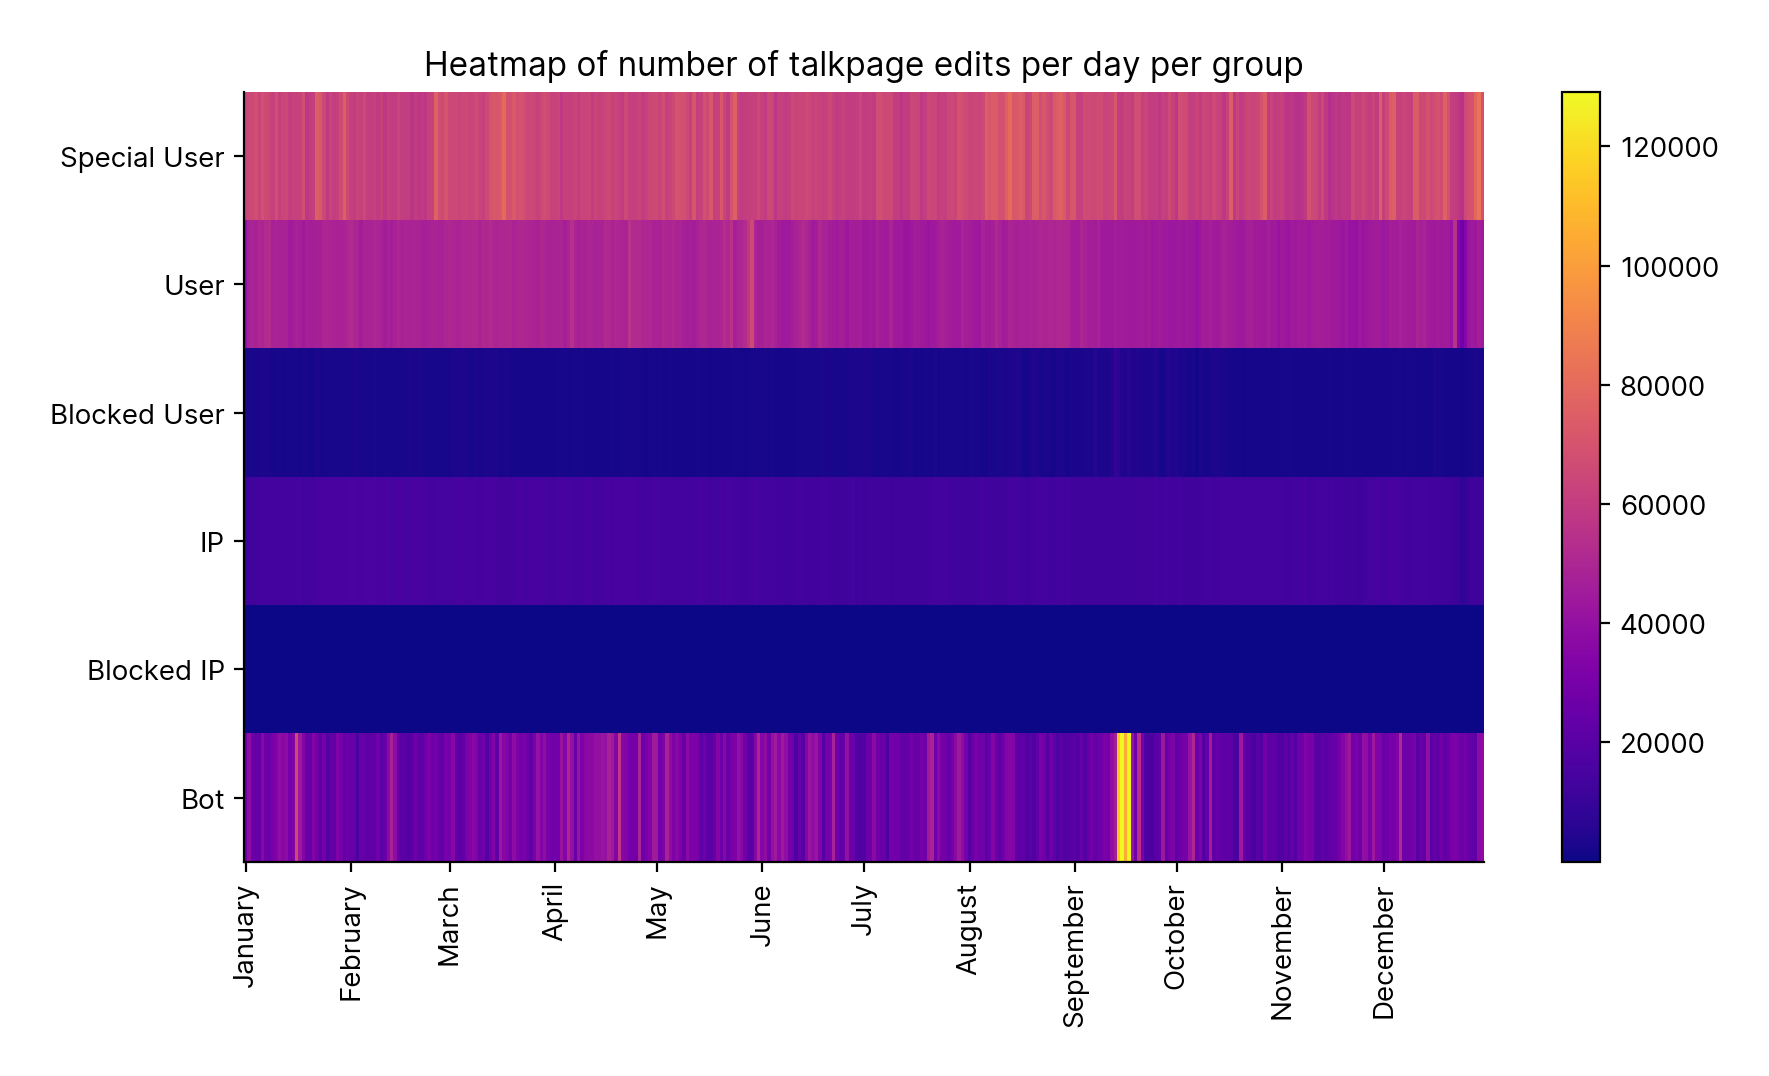 Heatmap of number of talkpage edits per day per group
Special User
User
Blocked User
IP
Blocked IP
Bot
January
February
March
April
May
June
July
August
September
October
November
December
120000
100000
80000
60000
40000
20000